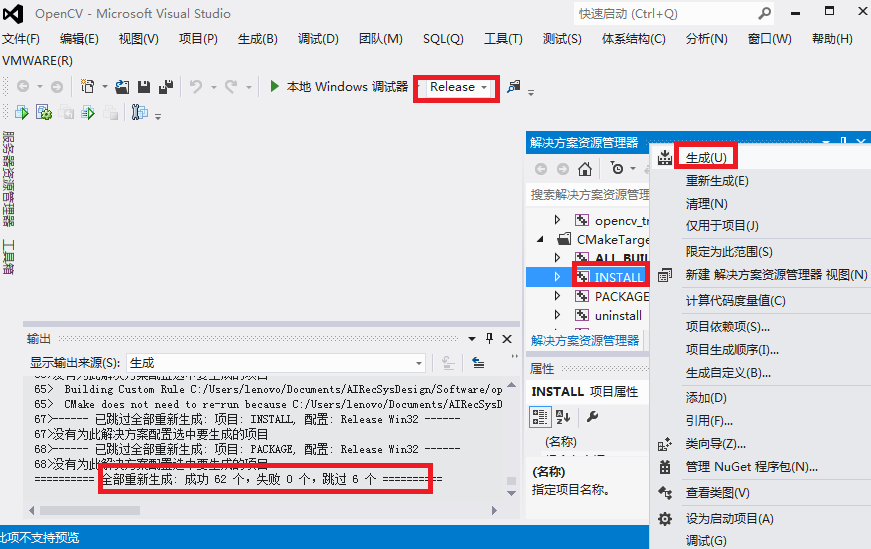 OpenCV - Microsoft Visual Studio
快速启动 (Ctrl+Q)
文件(F) 编辑(E) 视图(V) 项目(P) 生成(B) 调试(D) 团队(M) SQL(Q) 工具(T) 测试(S) 体系结构(C) 分析(N) 窗口(W) 帮助(H)
VMWARE(R)
本地 Windows 调试器 Release
服务器资源管理器
工具箱
解决方案资源管理器
搜索解决方案资源管理器
opencv_tr
CMakeTarge
ALL_BUIL
INSTALL
PACKAGE
uninstall
解决方案资源管理器
属性
INSTALL 项目属性
(名称)
(名称)
指定项目名称。
生成(U)
重新生成(E)
清理(N)
仅用于项目(J)
限定为此范围(S)
新建 解决方案资源管理器 视图(N)
计算代码度量值(C)
项目依赖项(S)...
项目生成顺序(I)...
生成自定义(B)...
添加(D)
引用(F)...
类向导(Z)...
管理 NuGet 程序包(N)...
查看类图(V)
设为启动项目(A)
调试(G)
输出
显示输出来源(S): 生成
65>  Building Custom Rule C:/Users/lenovo/Documents/AIRecSysDesign/Software/op
65>  CMake does not need to re-run because C:/Users/lenovo/Documents/AIRecSysD
67>------ 已跳过全部重新生成: 项目: INSTALL, 配置: Release Win32 ------
67>没有为此解决方案配置选中要生成的项目
68>------ 已跳过全部重新生成: 项目: PACKAGE, 配置: Release Win32 ------
68>没有为此解决方案配置选中要生成的项目
========== 全部重新生成: 成功 62 个，失败 0 个，跳过 6 个 ==========
此项不支持预览